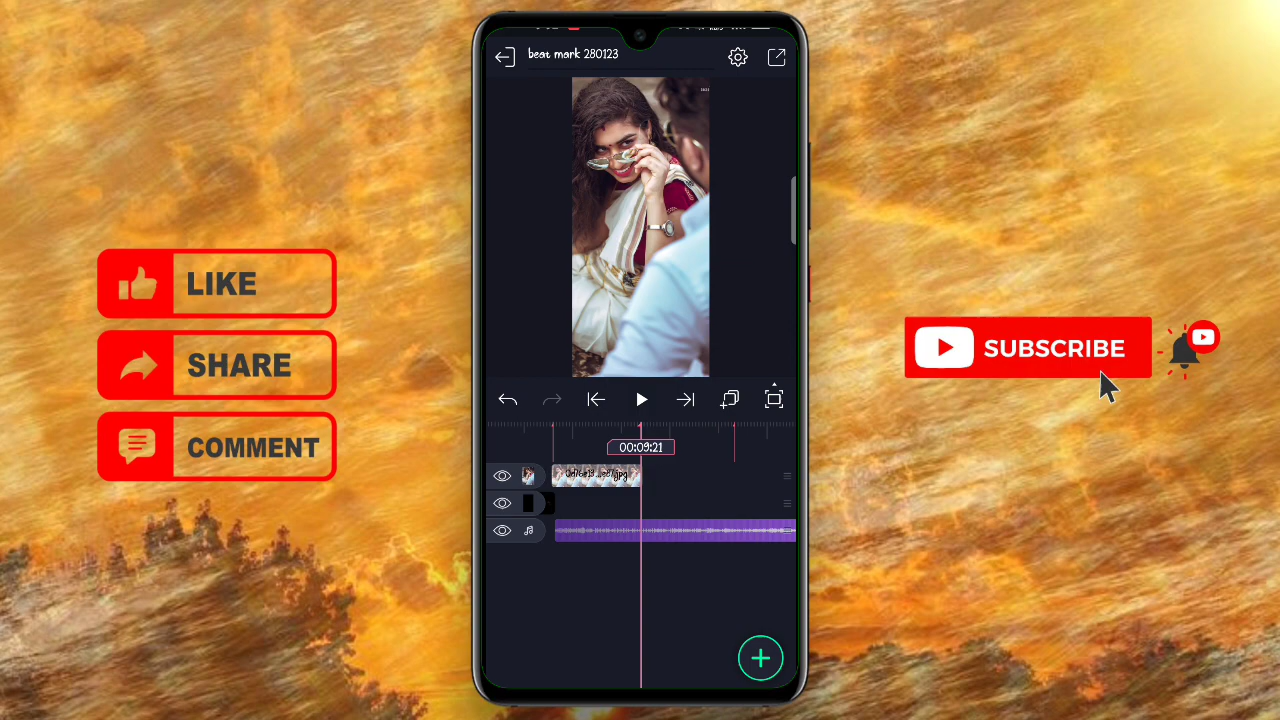 beat mark 280123
LIKE
SHARE
COMMENT
SUBSCRIBE
00:09:21